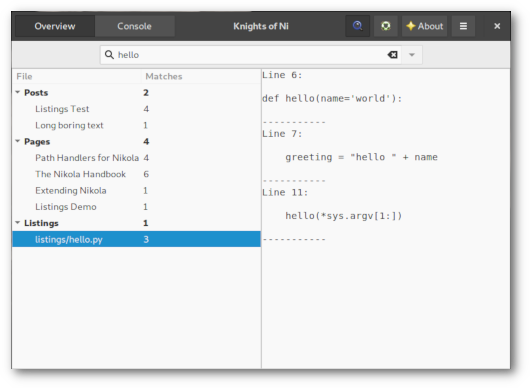 Overview Console Knights of Ni About
hello
File Matches
Posts 2
Listings Test 4
Long boring text 1
Pages 4
Path Handlers for Nikola 4
The Nikola Handbook 6
Extending Nikola 1
Listings Demo 1
Listings 1
listings/hello.py 3
Line 6:
def hello(name='world'):
-----------
Line 7:
greeting = "hello " + name
-----------
Line 11:
hello(*sys.argv[1:])
-----------